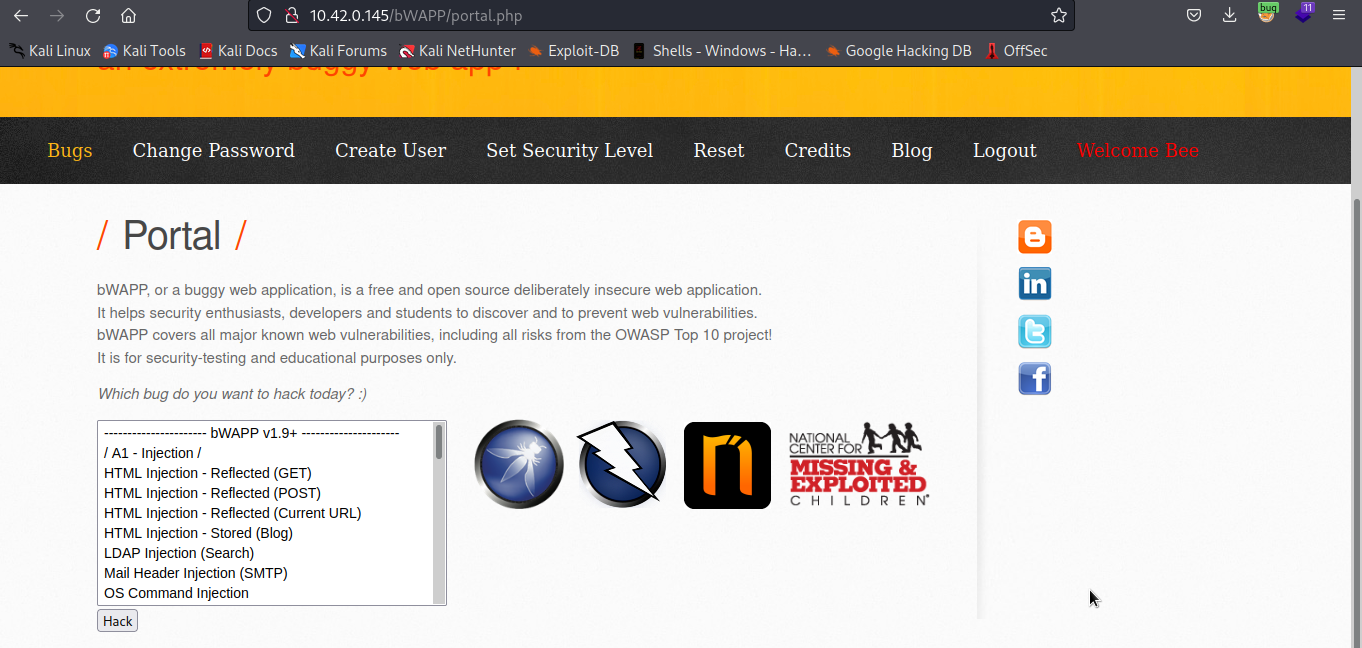 10.42.0.145/bWAPP/portal.php
bug
11
Kali Linux Kali Tools Kali Docs Kali Forums Kali NetHunter Exploit-DB Shells - Windows - Ha… Google Hacking DB OffSec
an extremely buggy web app !
Bugs Change Password Create User Set Security Level Reset Credits Blog Logout Welcome Bee
/ Portal /
bWAPP, or a buggy web application, is a free and open source deliberately insecure web application.
It helps security enthusiasts, developers and students to discover and to prevent web vulnerabilities.
bWAPP covers all major known web vulnerabilities, including all risks from the OWASP Top 10 project!
It is for security-testing and educational purposes only.
Which bug do you want to hack today? :)
---------------------- bWAPP v1.9+ ---------------------
/ A1 - Injection /
HTML Injection - Reflected (GET)
HTML Injection - Reflected (POST)
HTML Injection - Reflected (Current URL)
HTML Injection - Stored (Blog)
LDAP Injection (Search)
Mail Header Injection (SMTP)
OS Command Injection
Hack
NATIONAL
CENTER FOR
MISSING &
EXPLOITED
CHILDREN®